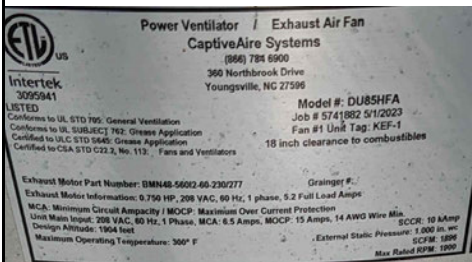 Power Ventilator / Exhaust Air Fan
CaptiveAire Systems
(866) 784 6900
360 Northbrook Drive
Youngsville, NC 27596
ETL
US
Intertek
3095941
LISTED
Conforms to UL STD 705: General Ventilation
Conforms to UL SUBJECT 762: Grease Application
Certified to ULC STD S645: Grease Application
Certified to CSA STD C22.2, No. 113: Fans and Ventilators
Model #: DU85HFA
Job # 5741882 5/1/2023
Fan #1 Unit Tag: KEF-1
18 inch clearance to combustibles
Exhaust Motor Part Number: BMN48-560I2-60-230/277 Grainger #:
Exhaust Motor Information: 0.750 HP, 208 VAC, 60 Hz, 1 phase, 5.2 Full Load Amps
MCA: Minimum Circuit Ampacity / MOCP: Maximum Over Current Protection
Unit Main Input: 208 VAC, 60 Hz, 1 Phase, MCA: 6.5 Amps, MOCP: 15 Amps, 14 AWG Wire Min. SCCR: 10 kAmp
Design Altitude: 1904 feet External Static Pressure: 1.000 in. wc
Maximum Operating Temperature: 300° F SCFM: 1896
Max Rated RPM: 1900